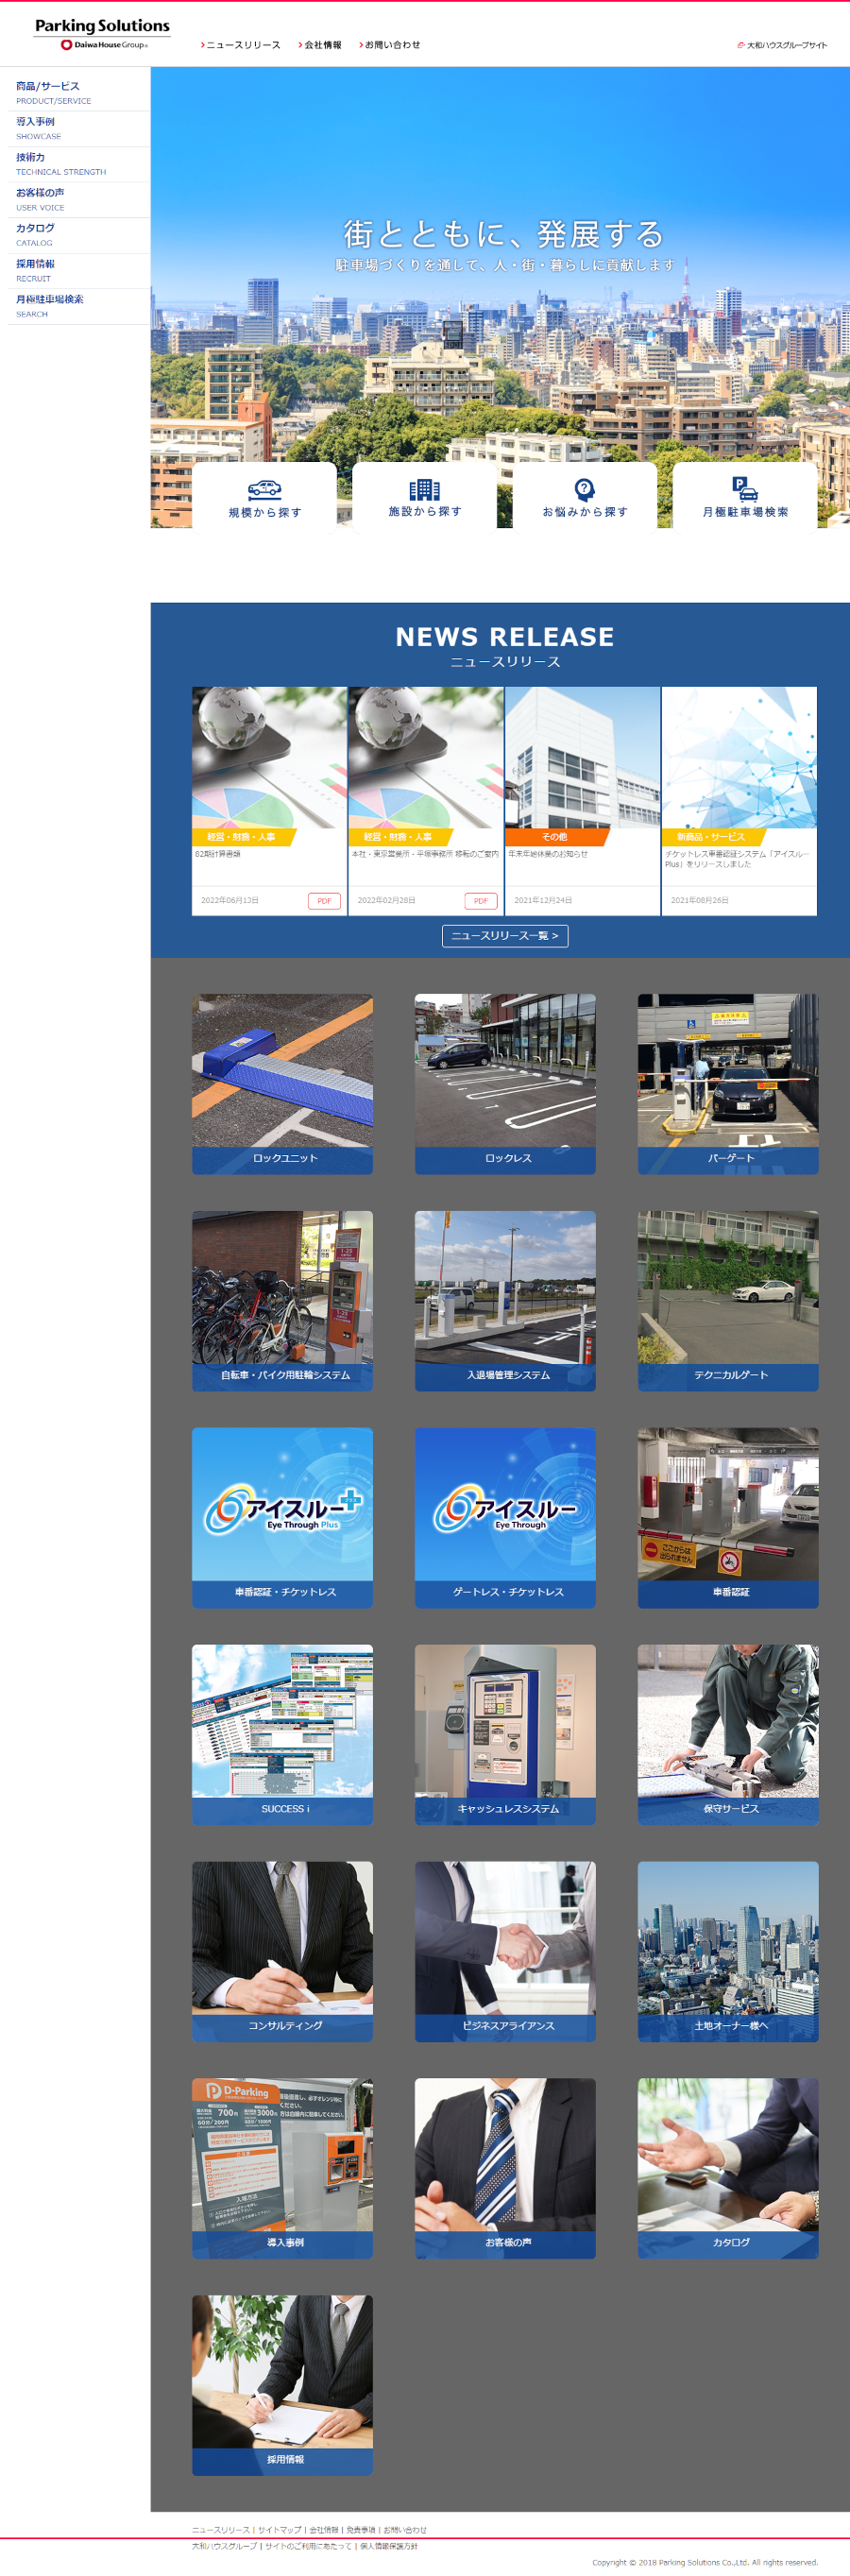 Parking Solutions
Daiwa House Group®
ニュースリリース
会社情報
お問い合わせ
大和ハウスグループサイト
商品/サービス
PRODUCT/SERVICE
導入事例
SHOWCASE
技術力
TECHNICAL STRENGTH
お客様の声
USER VOICE
カタログ
CATALOG
採用情報
RECRUIT
月極駐車場検索
SEARCH
街とともに、発展する
駐車場づくりを通して、人・街・暮らしに貢献します
規模から探す
施設から探す
お悩みから探す
月極駐車場検索
NEWS RELEASE
ニュースリリース
経営・財務・人事
82期計算書類
2022年06月13日
PDF
経営・財務・人事
本社・東京営業所・平塚事務所 移転のご案内
2022年02月28日
PDF
その他
年末年始休業のお知らせ
2021年12月24日
新商品・サービス
チケットレス車番認証システム「アイスルー
Plus」をリリースしました
2021年08月26日
ニュースリリース一覧 >
ロックユニット
ロックレス
バーゲート
自転車・バイク用駐輪システム
入退場管理システム
テクニカルゲート
アイスルー
プラス
Eye Through Plus
車番認証・チケットレス
アイスルー
Eye Through
ゲートレス・チケットレス
ここからは
出られません
車番認証
SUCCESS i
キャッシュレスシステム
保守サービス
コンサルティング
ビジネスアライアンス
土地オーナー様へ
D-Parking
700円
3000円
60分/200円
入場方法
導入事例
お客様の声
カタログ
採用情報
ニュースリリース | サイトマップ | 会社情報 | 免責事項 | お問い合わせ
大和ハウスグループ | サイトのご利用にあたって | 個人情報保護方針
Copyright © 2018 Parking Solutions Co.,Ltd. All rights reserved.